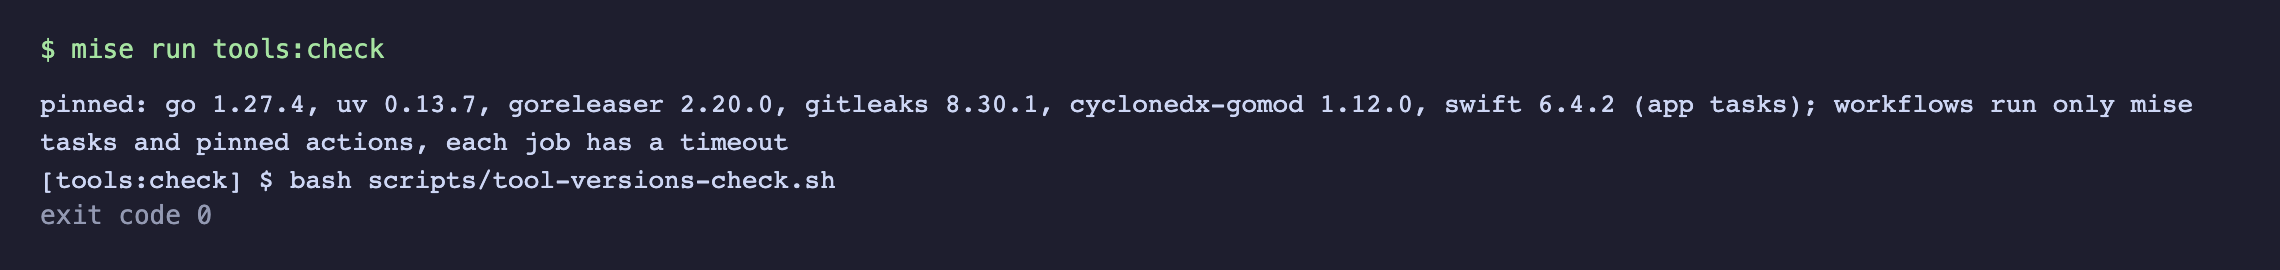 $ mise run tools:check
pinned: go 1.27.4, uv 0.13.7, goreleaser 2.20.0, gitleaks 8.30.1, cyclonedx-gomod 1.12.0, swift 6.4.2 (app tasks); workflows run only mise
tasks and pinned actions, each job has a timeout
[tools:check] $ bash scripts/tool-versions-check.sh
exit code 0